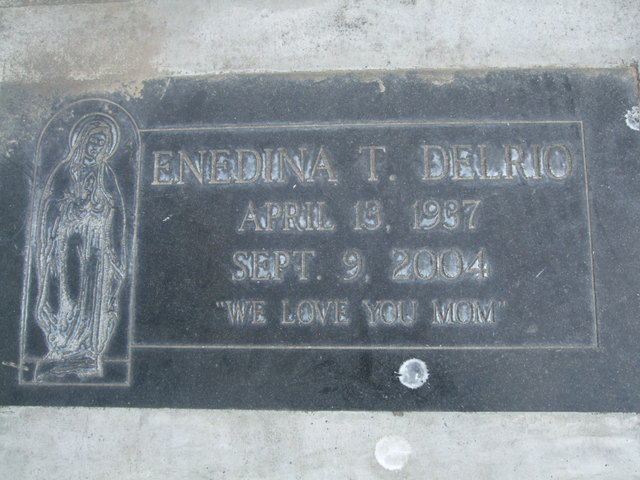 ENEDINA T. DELRIO
APRIL 13, 1937
SEPT. 9, 2004
"WE LOVE YOU MOM"